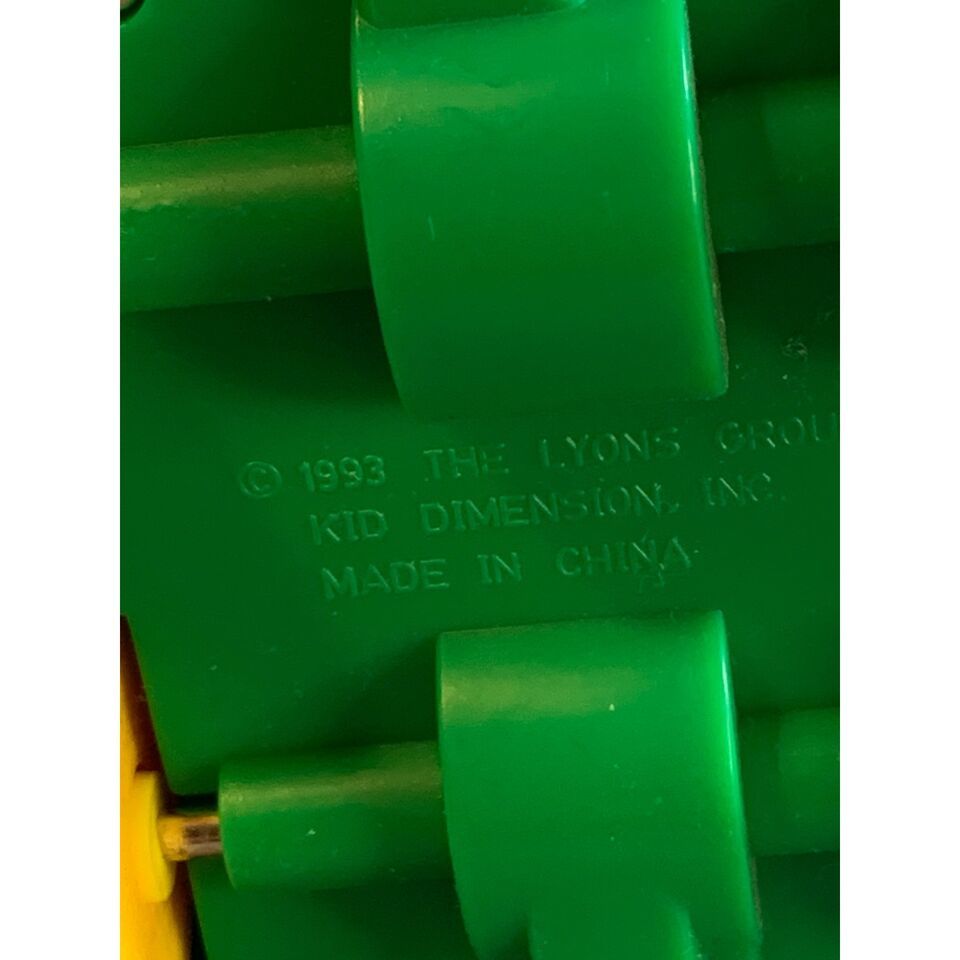 © 1993 THE LYONS GROU
KID DIMENSION, INC.
MADE IN CHINA